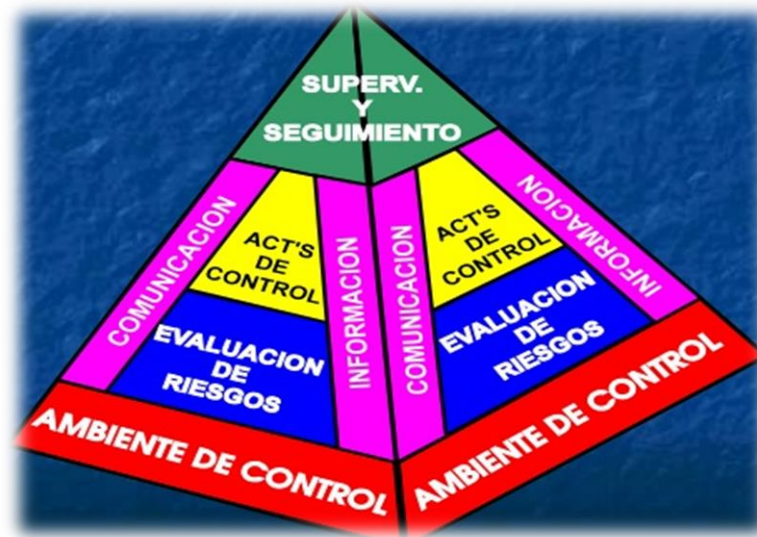 SUPERV.
Y
SEGUIMIENTO
COMUNICACION
ACT'S
DE
CONTROL
INFORMACION
EVALUACION
DE
RIESGOS
AMBIENTE DE CONTROL
COMUNICACION
ACT'S
DE
CONTROL
INFORMACION
EVALUACION
DE
RIESGOS
AMBIENTE DE CONTROL